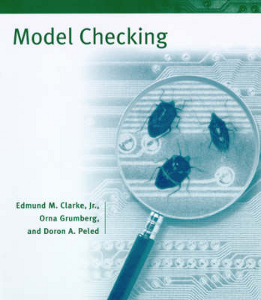 Model Checking
Edmund M. Clarke, Jr.,
Orna Grumberg,
and Doron A. Peled